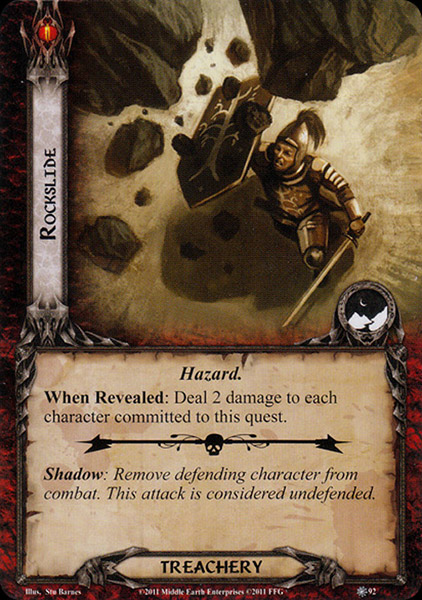 ROCKSLIDE
Hazard.
When Revealed: Deal 2 damage to each
character committed to this quest.
Shadow: Remove defending character from
combat. This attack is considered undefended.
TREACHERY
Illus. Stu Barnes
©2011 Middle Earth Enterprises ©2011 FFG
92